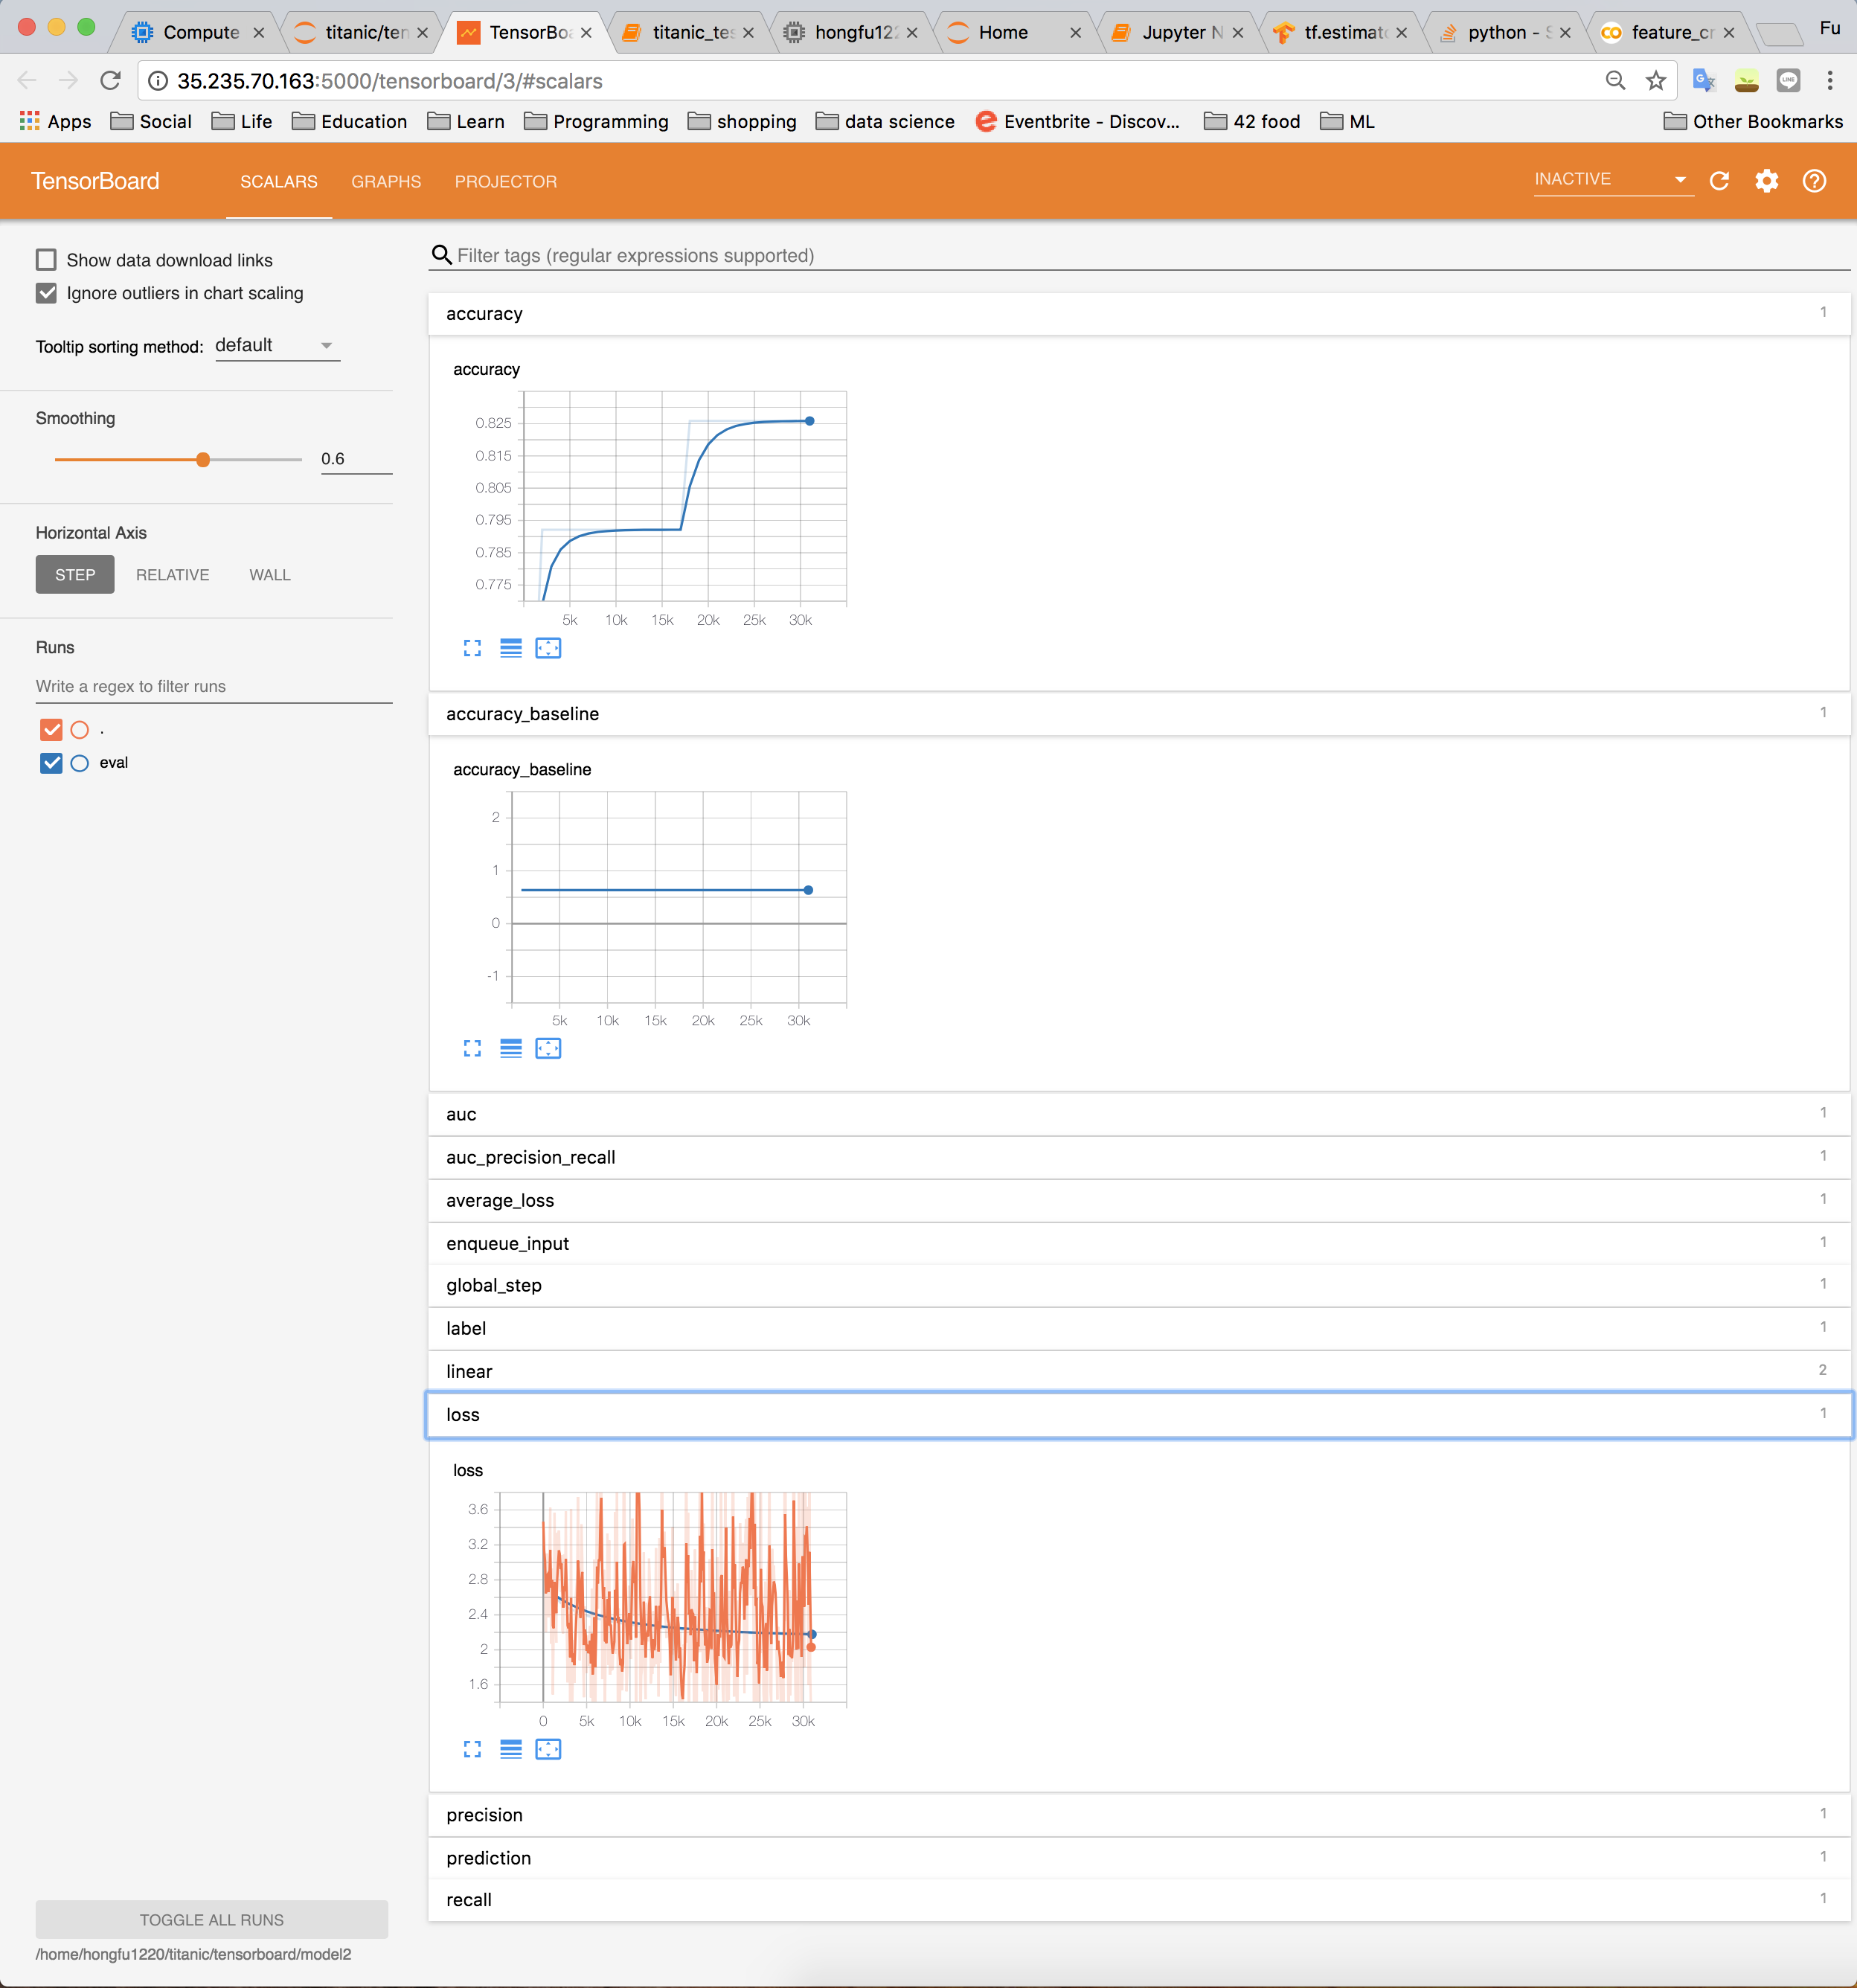 Compute
titanic/ten
TensorBoa
titanic_tes
hongfu122
Home
Jupyter N
tf.estimato
python - S
feature_cr
Fu
35.235.70.163:5000/tensorboard/3/#scalars
Apps Social Life Education Learn Programming shopping data science Eventbrite - Discov... 42 food ML Other Bookmarks
TensorBoard SCALARS GRAPHS PROJECTOR INACTIVE
Show data download links
Ignore outliers in chart scaling
Tooltip sorting method: default
Smoothing
0.6
Horizontal Axis
STEP RELATIVE WALL
Runs
Write a regex to filter runs
.
eval
TOGGLE ALL RUNS
/home/hongfu1220/titanic/tensorboard/model2
Filter tags (regular expressions supported)
accuracy 1
accuracy
0.825
0.815
0.805
0.795
0.785
0.775
5k 10k 15k 20k 25k 30k
accuracy_baseline 1
accuracy_baseline
2
1
0
-1
5k 10k 15k 20k 25k 30k
auc 1
auc_precision_recall 1
average_loss 1
enqueue_input 1
global_step 1
label 1
linear 2
loss 1
loss
3.6
3.2
2.8
2.4
2
1.6
0 5k 10k 15k 20k 25k 30k
precision 1
prediction 1
recall 1